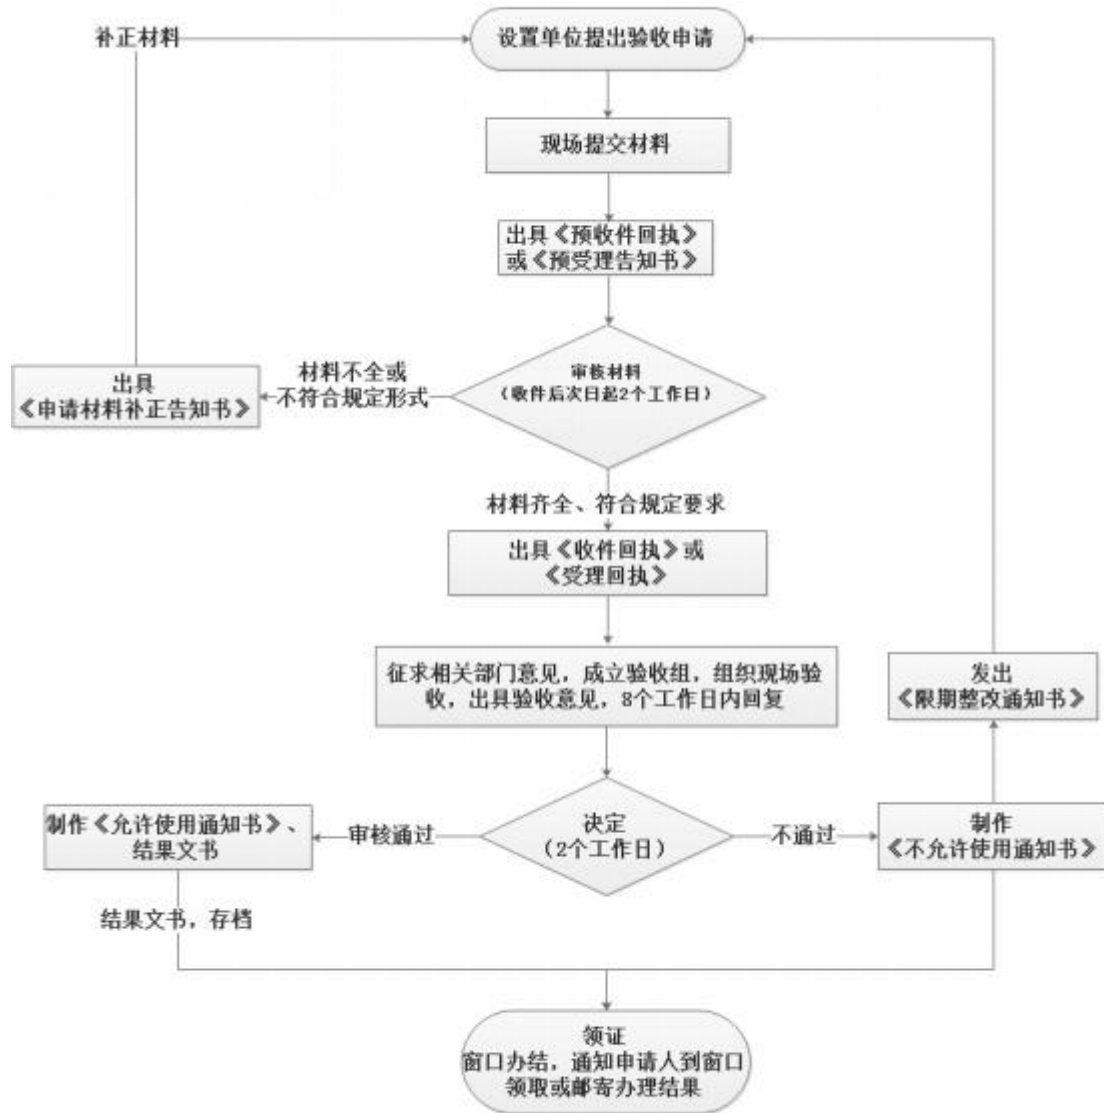 补正材料
设置单位提出验收申请
现场提交材料
出具《预收件回执》
或《预受理告知书》
审核材料
（收件后次日起2个工作日）
材料不全或
不符合规定形式
出具
《申请材料补正告知书》
材料齐全、符合规定要求
出具《收件回执》或
《受理回执》
征求相关部门意见，成立验收组，组织现场验
收，出具验收意见，8个工作日内回复
发出
《限期整改通知书》
决定
（2个工作日）
审核通过
制作《允许使用通知书》、
结果文书
不通过
制作
《不允许使用通知书》
结果文书，存档
领证
窗口办结，通知申请人到窗口
领取或邮寄办理结果